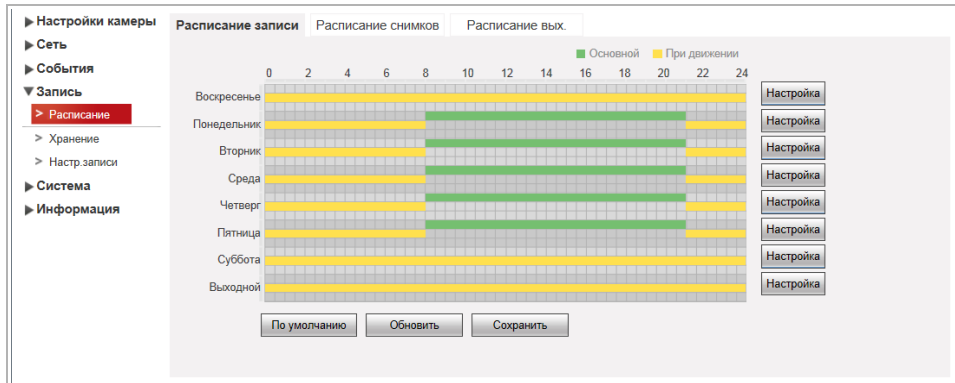 Настройки камеры
Сеть
События
Запись
> Расписание
> Хранение
> Настр.записи
Система
Информация
Расписание записи Расписание снимков Расписание вых.
Основной При движении
0 2 4 6 8 10 12 14 16 18 20 22 24
Воскресенье Настройка
Понедельник Настройка
Вторник Настройка
Среда Настройка
Четверг Настройка
Пятница Настройка
Суббота Настройка
Выходной Настройка
По умолчанию Обновить Сохранить